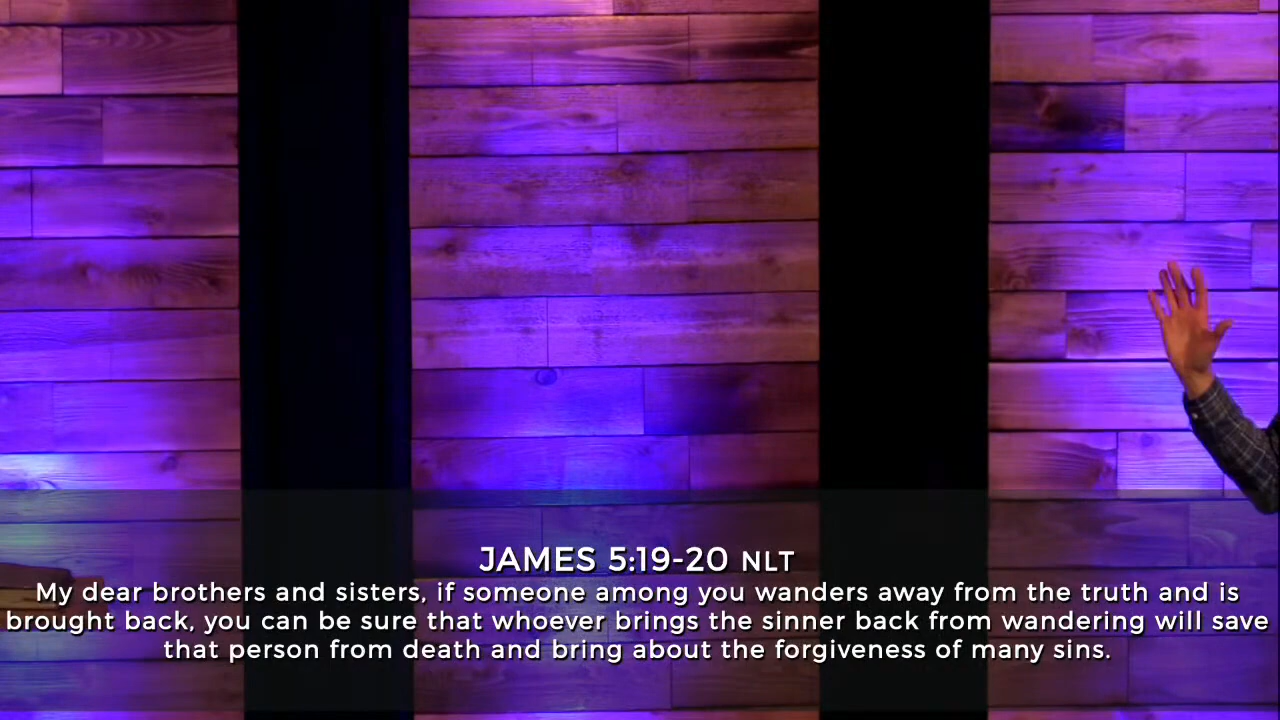 JAMES 5:19-20 NLT
My dear brothers and sisters, if someone among you wanders away from the truth and is
brought back, you can be sure that whoever brings the sinner back from wandering will save
that person from death and bring about the forgiveness of many sins.